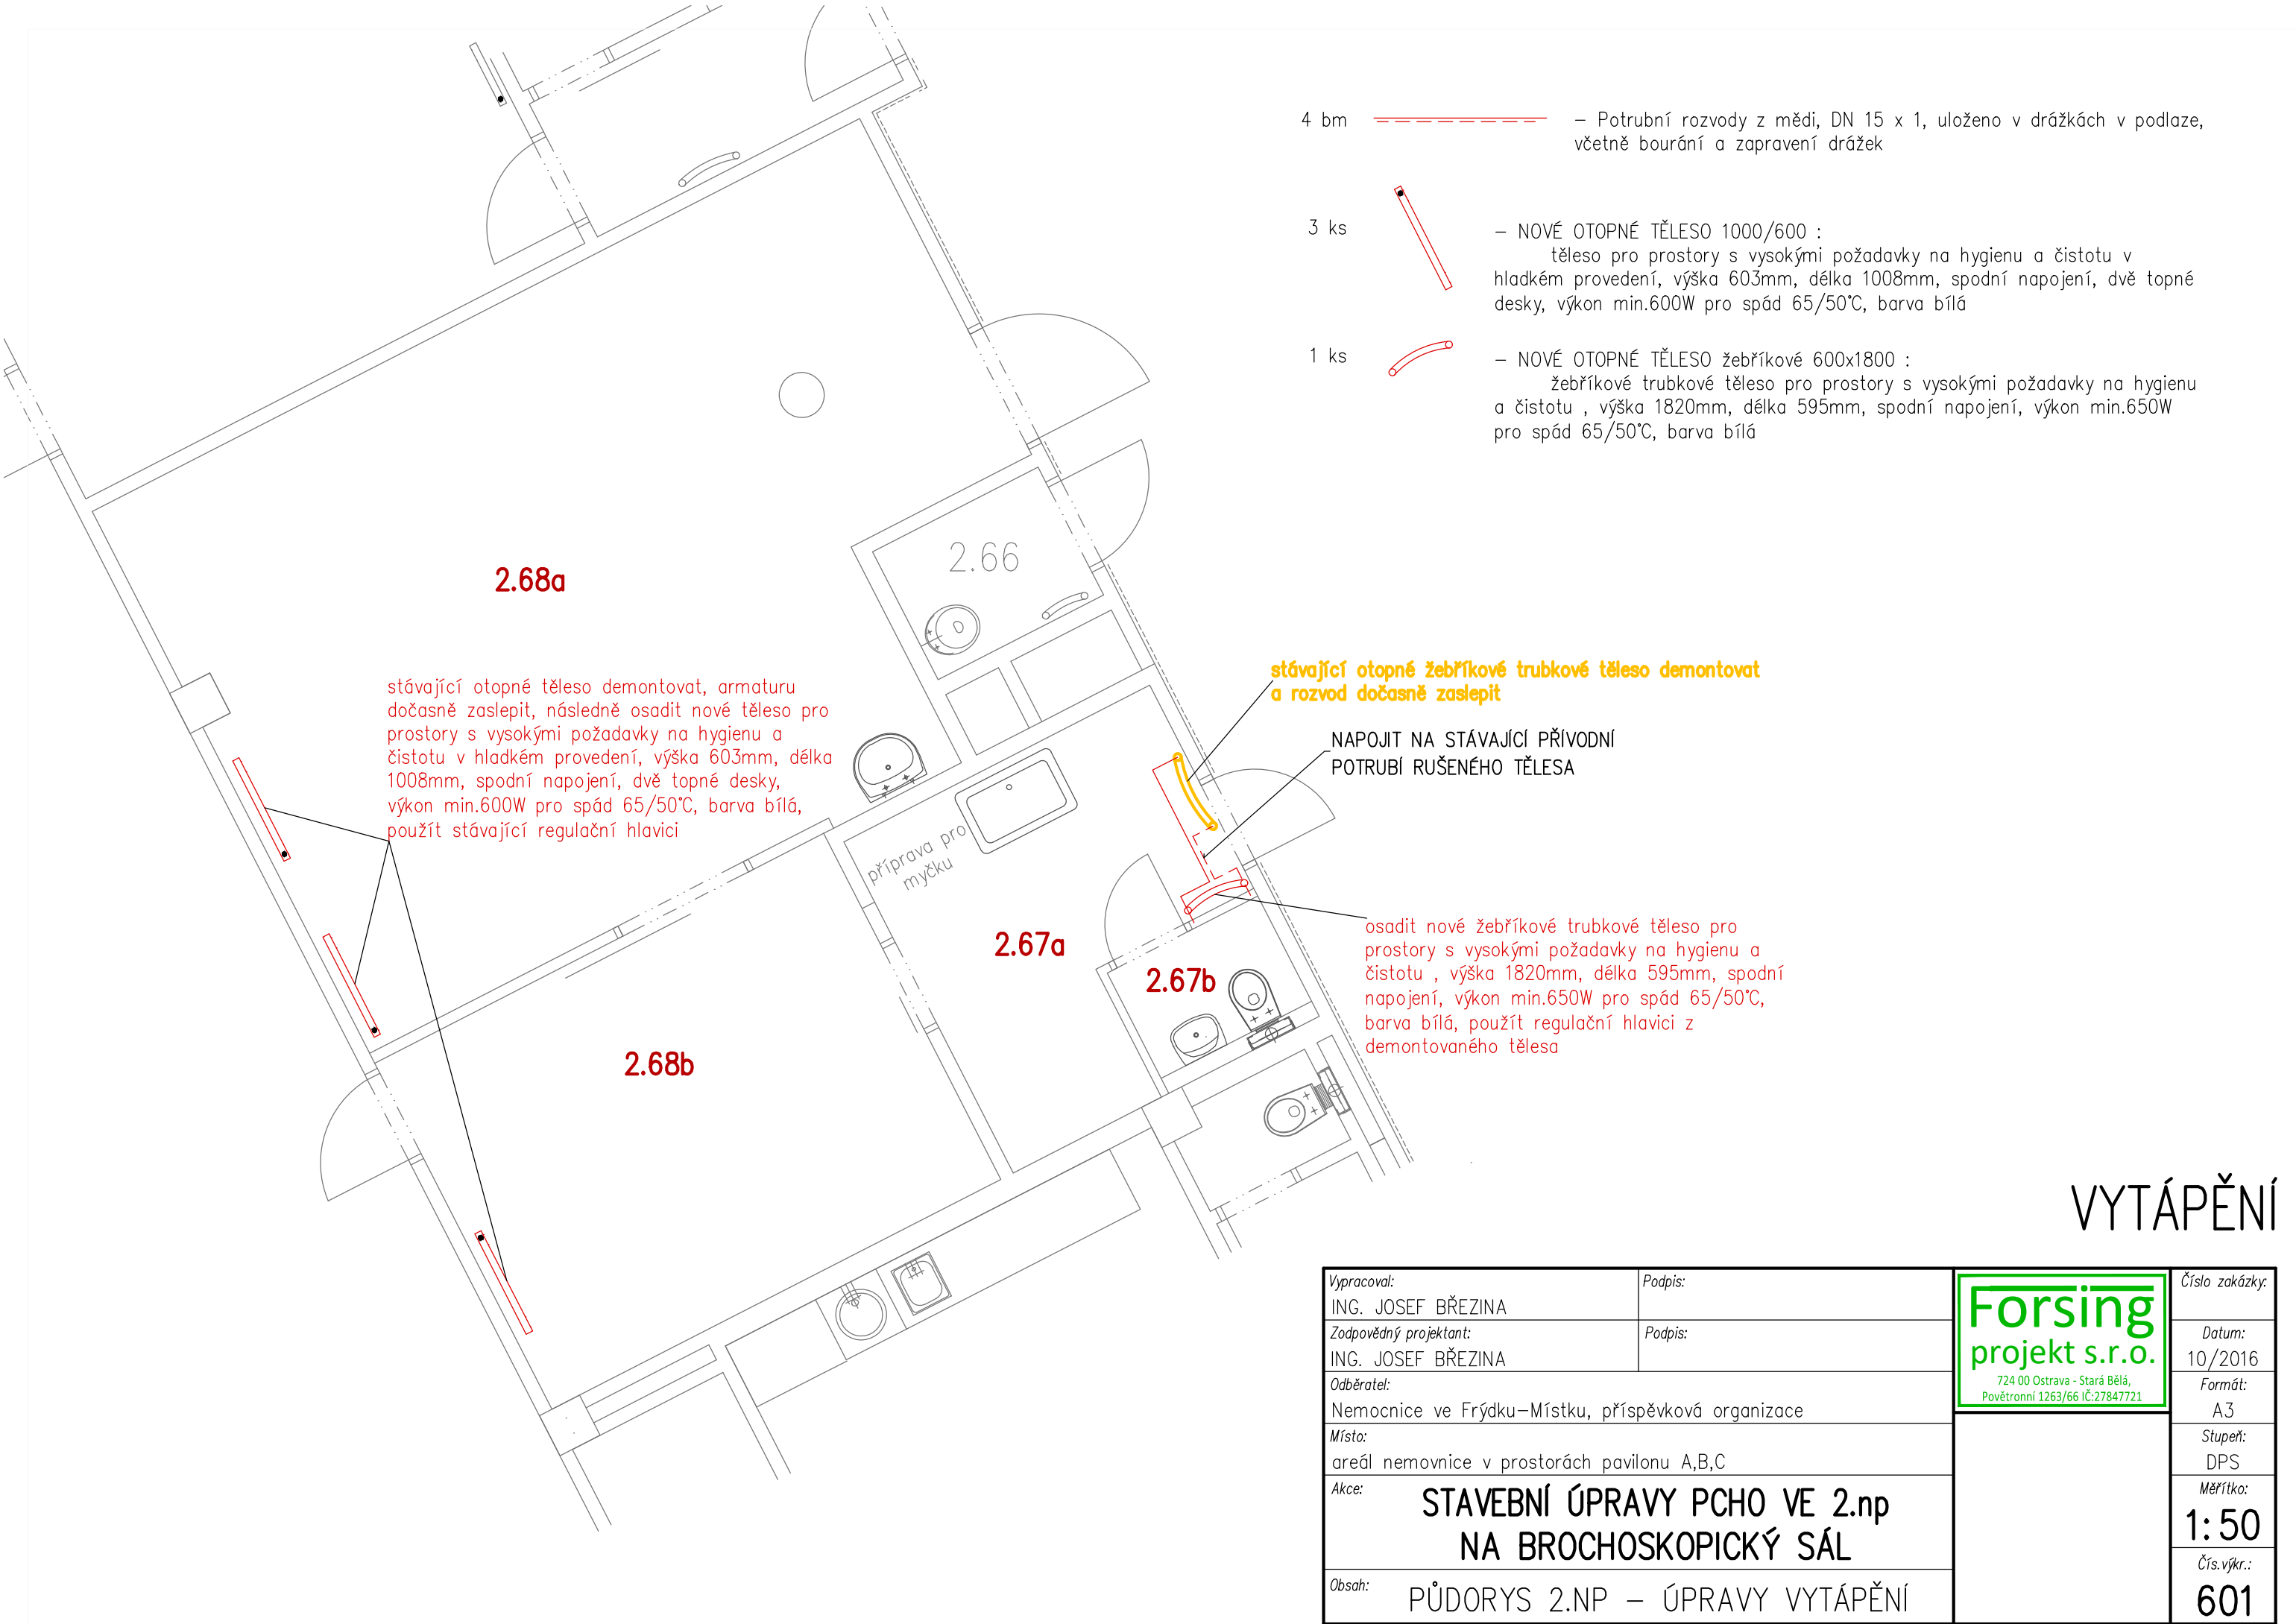 4 bm
– Potrubní rozvody z mědi, DN 15 x 1, uloženo v drážkách v podlaze,
včetně bourání a zapravení drážek
3 ks
– NOVÉ OTOPNÉ TĚLESO 1000/600 :
těleso pro prostory s vysokými požadavky na hygienu a čistotu v
hladkém provedení, výška 603mm, délka 1008mm, spodní napojení, dvě topné
desky, výkon min.600W pro spád 65/50°C, barva bílá
1 ks
– NOVÉ OTOPNÉ TĚLESO žebříkové 600x1800 :
žebříkové trubkové těleso pro prostory s vysokými požadavky na hygienu
a čistotu , výška 1820mm, délka 595mm, spodní napojení, výkon min.650W
pro spád 65/50°C, barva bílá
2.66
2.68a
stávající otopné těleso demontovat, armaturu
dočasně zaslepit, následně osadit nové těleso pro
prostory s vysokými požadavky na hygienu a
čistotu v hladkém provedení, výška 603mm, délka
1008mm, spodní napojení, dvě topné desky,
výkon min.600W pro spád 65/50°C, barva bílá,
použít stávající regulační hlavici
stávající otopné žebříkové trubkové těleso demontovat
a rozvod dočasně zaslepit
NAPOJIT NA STÁVAJÍCÍ PŘÍVODNÍ
POTRUBÍ RUŠENÉHO TĚLESA
příprava pro
myčku
2.67a
2.67b
2.68b
osadit nové žebříkové trubkové těleso pro
prostory s vysokými požadavky na hygienu a
čistotu , výška 1820mm, délka 595mm, spodní
napojení, výkon min.650W pro spád 65/50°C,
barva bílá, použít regulační hlavici z
demontovaného tělesa
VYTÁPĚNÍ
Vypracoval:
ING. JOSEF BŘEZINA
Podpis:
Zodpovědný projektant:
ING. JOSEF BŘEZINA
Podpis:
Odběratel:
Nemocnice ve Frýdku–Místku, příspěvková organizace
Místo:
areál nemovnice v prostorách pavilonu A,B,C
Akce:
STAVEBNÍ ÚPRAVY PCHO VE 2.np
NA BROCHOSKOPICKÝ SÁL
Obsah:
PŮDORYS 2.NP – ÚPRAVY VYTÁPĚNÍ
Forsing
projekt s.r.o.
724 00 Ostrava - Stará Bělá,
Povětronní 1263/66 IČ:27847721
Číslo zakázky:
Datum:
10/2016
Formát:
A3
Stupeň:
DPS
Měřítko:
1:50
Čís.výkr.:
601